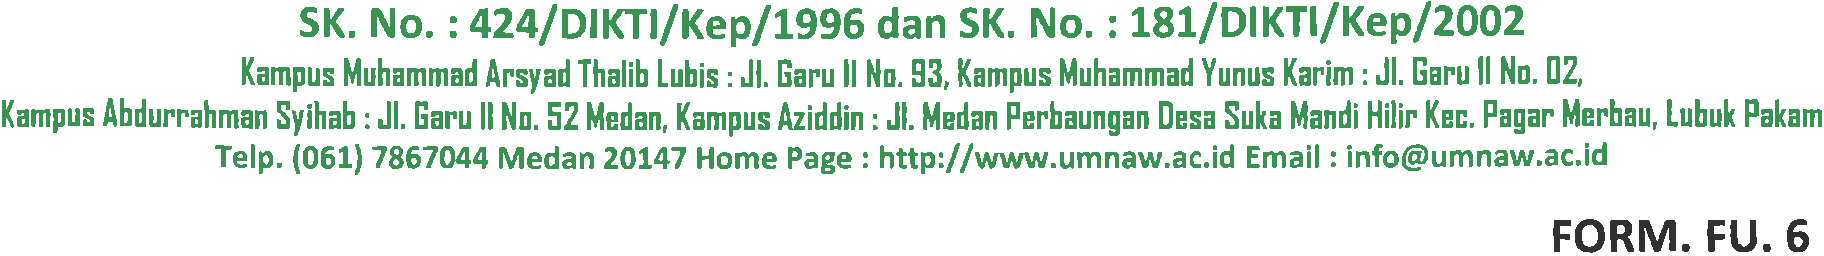 SK. No. : 424/DIKTI/Kep/1996 dan SK. No. : 181/DIKTI/Kep/2002
Kampus Muhammad Arsyad Thalib Lubis : Jl. Garu II No. 93, Kampus Muhammad Yunus Karim : Jl. Garu II No. 02,
Kampus Abdurrahman Syihab : Jl. Garu II No. 52 Medan, Kampus Aziddin : Jl. Medan Perbaungan Desa Suka Mandi Hilir Kec. Pagar Merbau, Lubuk Pakam
Telp. (061) 7867044 Medan 20147 Home Page : http://www.umnaw.ac.id Email : info@umnaw.ac.id
FORM. FU. 6